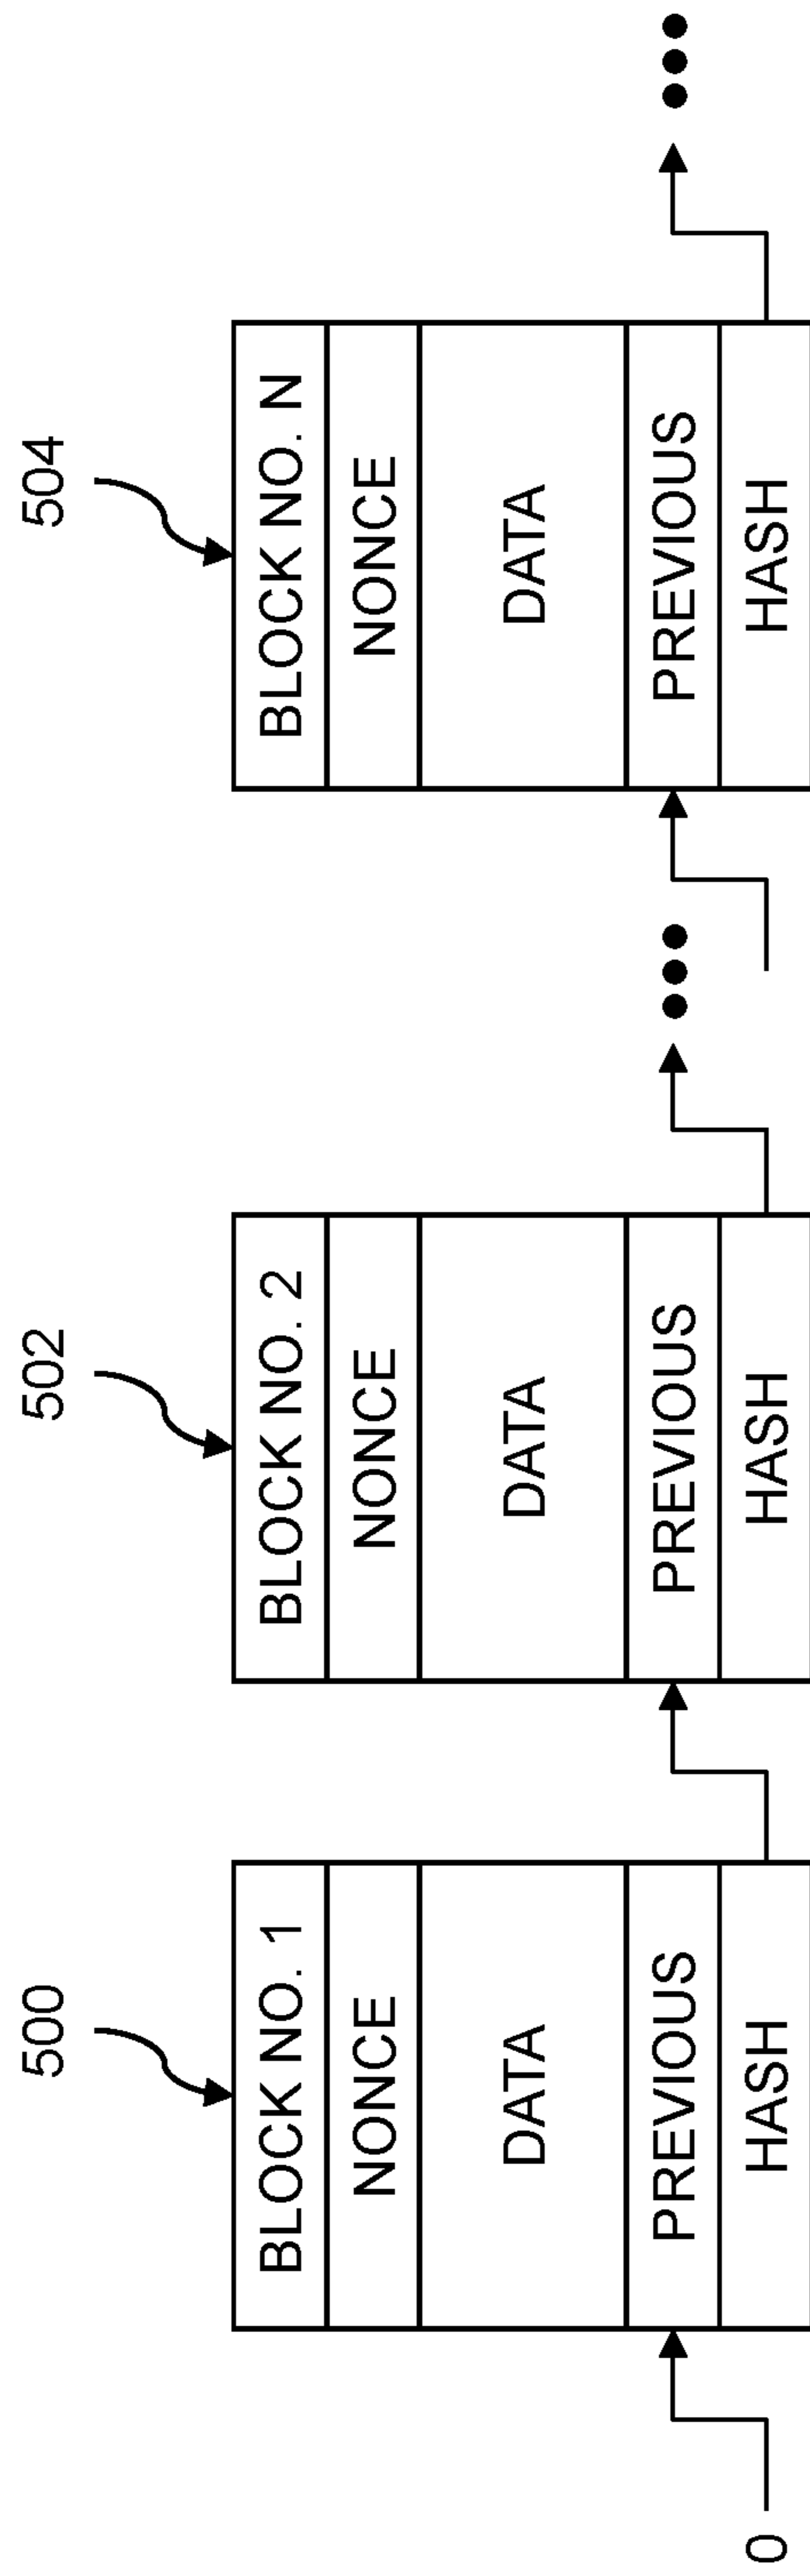 500
BLOCK NO. 1
NONCE
DATA
PREVIOUS
HASH
0
502
BLOCK NO. 2
NONCE
DATA
PREVIOUS
HASH
504
BLOCK NO. N
NONCE
DATA
PREVIOUS
HASH